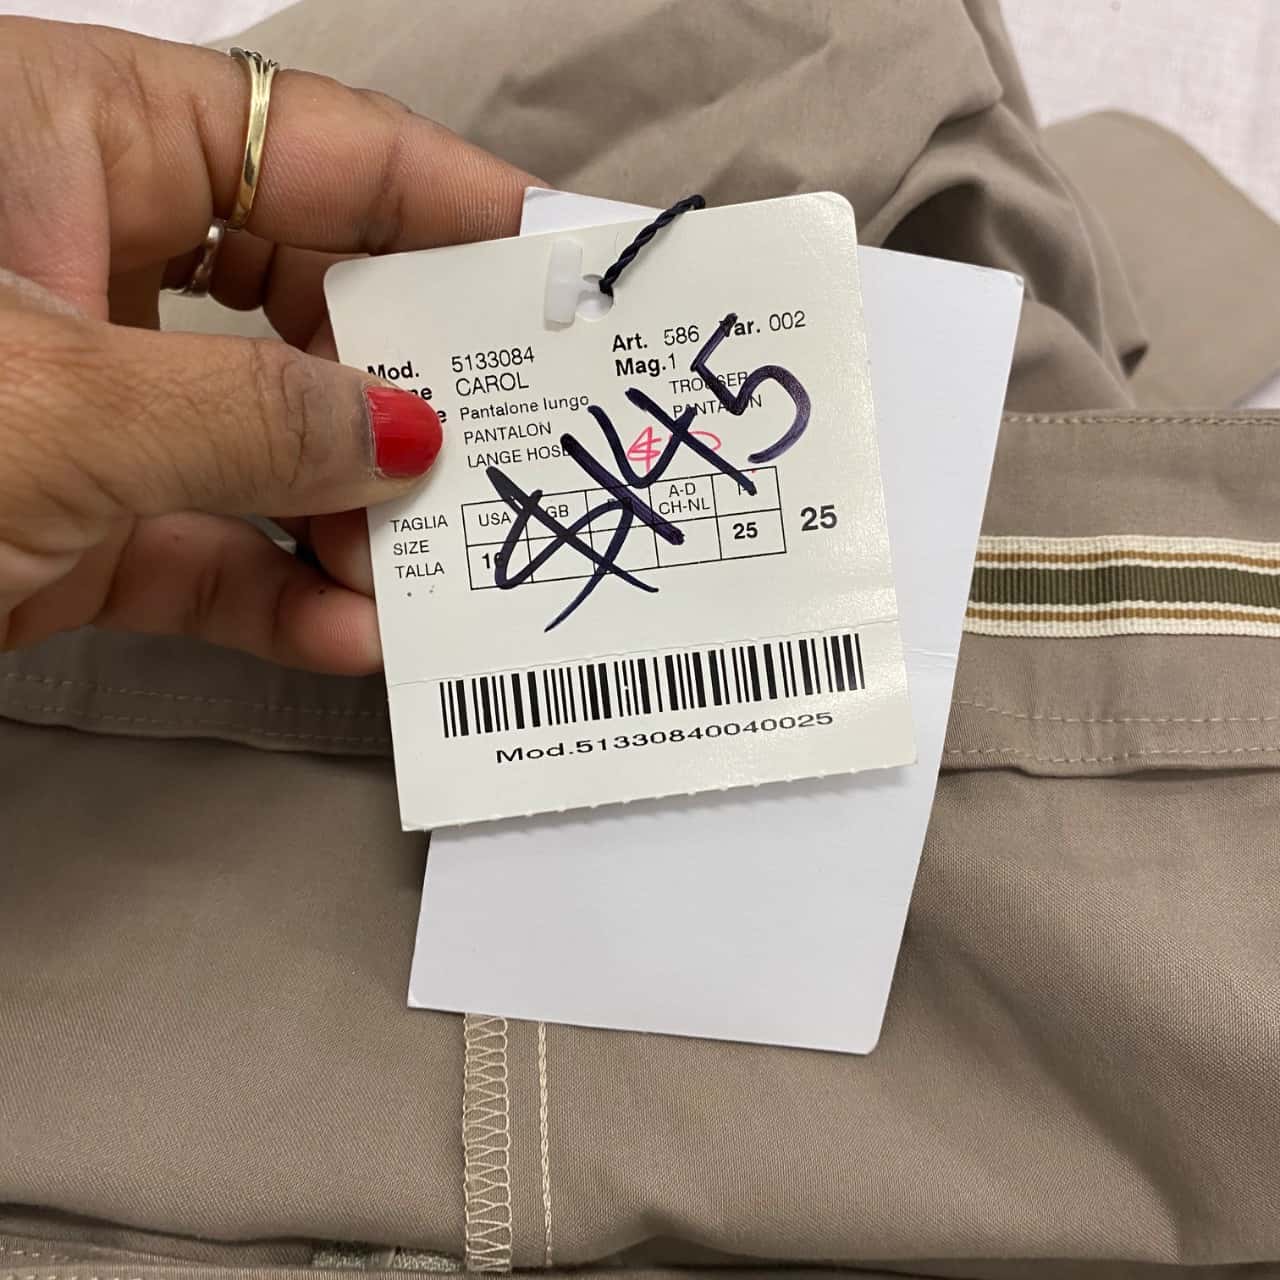 Mod. 5133084 Art. 586 Var. 002
CAROL Mag.1
Pantalone lungo TROUSER
PANTALON PANTALON
LANGE HOSE
$145
TAGLIA USA GB A-D
SIZE CH-NL
TALLA 25 25
Mod.51330840040025